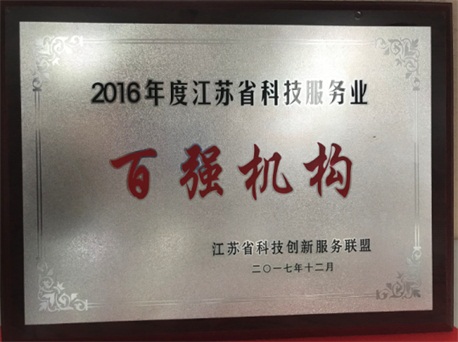 2016年度江苏省科技服务业
百强机构
江苏省科技创新服务联盟
二〇一七年十二月